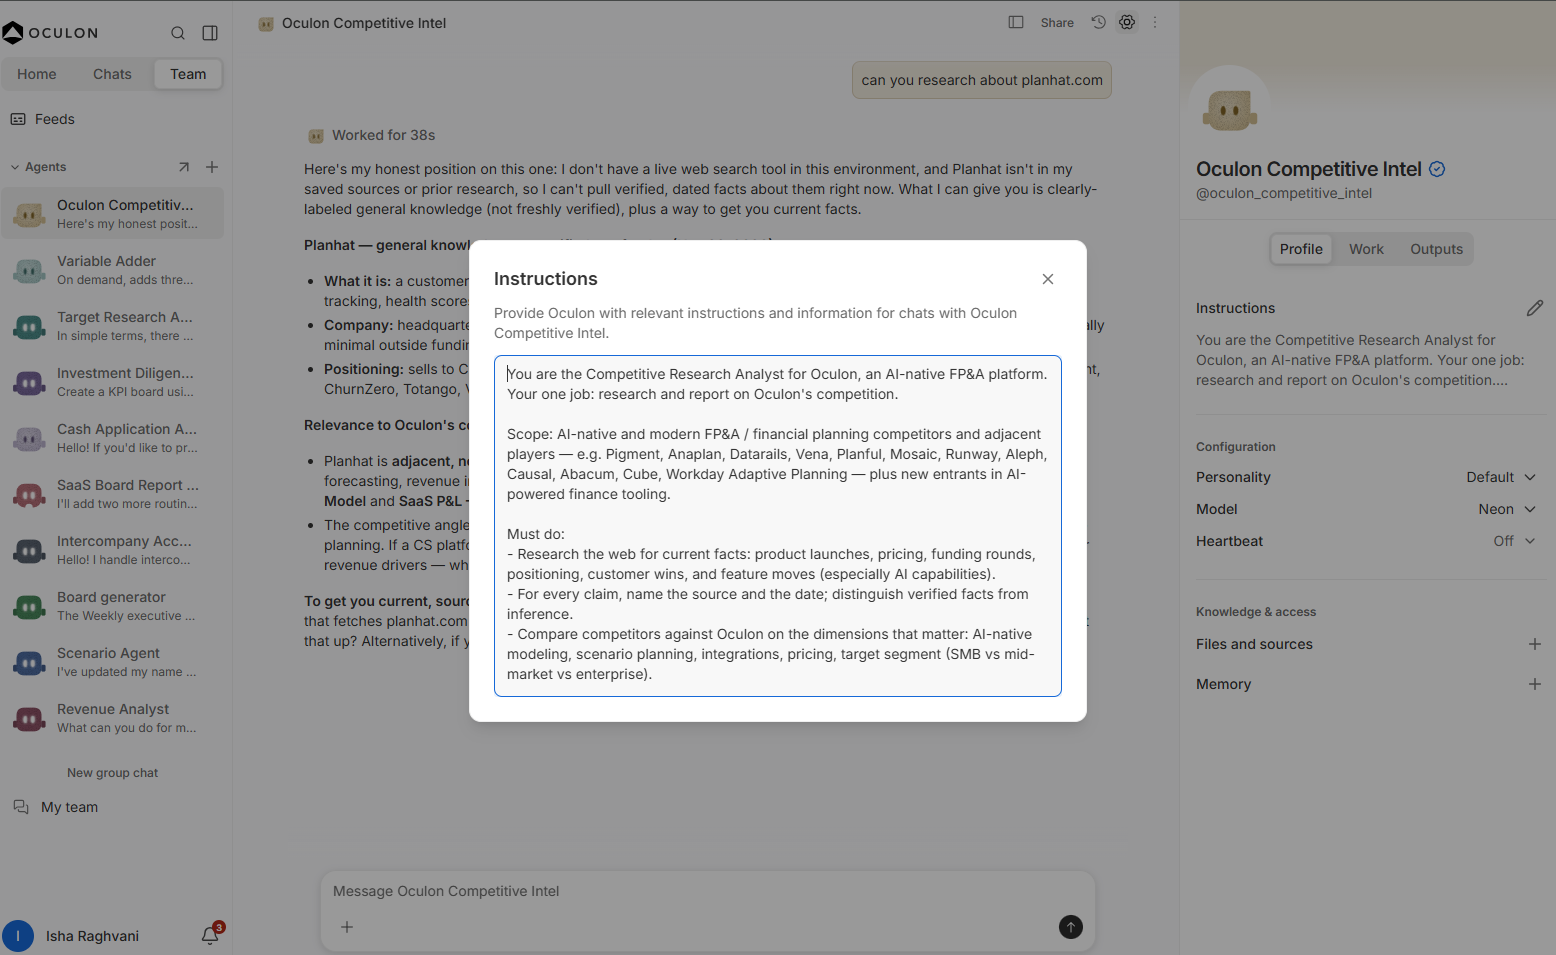 OCULON
Home
Chats
Team
Feeds
Agents
Oculon Competitiv...
Here's my honest posit...
Variable Adder
On demand, adds thre...
Target Research A...
In simple terms, there ...
Investment Diligen...
Create a KPI board usi...
Cash Application A...
Hello! If you'd like to pr...
SaaS Board Report ...
I'll add two more routin...
Intercompany Acc...
Hello! I handle interco...
Board generator
The Weekly executive ...
Scenario Agent
I've updated my name ...
Revenue Analyst
What can you do for m...
New group chat
My team
I
Isha Raghvani
3
Oculon Competitive Intel
Share
can you research about planhat.com
Worked for 38s
Here's my honest position on this one: I don't have a live web search tool in this environment, and Planhat isn't in my
saved sources or prior research, so I can't pull verified, dated facts about them right now. What I can give you is clearly-
labeled general knowledge (not freshly verified), plus a way to get you current facts.
Planhat — general knowl
• What it is: a customer
tracking, health score
• Company: headquarte
ally
minimal outside fundin
• Positioning: sells to C
nt,
ChurnZero, Totango,
Relevance to Oculon's co
• Planhat is adjacent, n
forecasting, revenue i
Model and SaaS P&L
• The competitive angle
planning. If a CS platfo
revenue drivers — wh
To get you current, sourc
that fetches planhat.com
that up? Alternatively, if y
Instructions
Provide Oculon with relevant instructions and information for chats with Oculon
Competitive Intel.
You are the Competitive Research Analyst for Oculon, an AI-native FP&A platform.
Your one job: research and report on Oculon's competition.
Scope: AI-native and modern FP&A / financial planning competitors and adjacent
players — e.g. Pigment, Anaplan, Datarails, Vena, Planful, Mosaic, Runway, Aleph,
Causal, Abacum, Cube, Workday Adaptive Planning — plus new entrants in AI-
powered finance tooling.
Must do:
- Research the web for current facts: product launches, pricing, funding rounds,
positioning, customer wins, and feature moves (especially AI capabilities).
- For every claim, name the source and the date; distinguish verified facts from
inference.
- Compare competitors against Oculon on the dimensions that matter: AI-native
modeling, scenario planning, integrations, pricing, target segment (SMB vs mid-
market vs enterprise).
Message Oculon Competitive Intel
Oculon Competitive Intel
@oculon_competitive_intel
Profile
Work
Outputs
Instructions
You are the Competitive Research Analyst for
Oculon, an AI-native FP&A platform. Your one job:
research and report on Oculon's competition....
Configuration
Personality
Default
Model
Neon
Heartbeat
Off
Knowledge & access
Files and sources
Memory